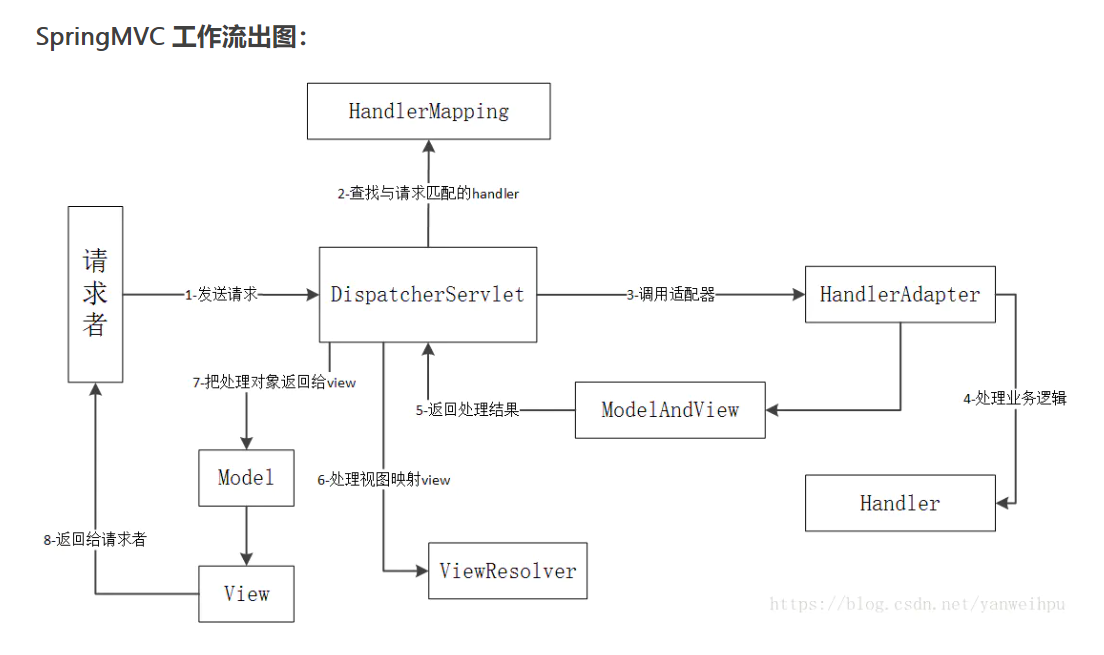 SpringMVC 工作流出图：
HandlerMapping
2-查找与请求匹配的handler
请求者
1-发送请求
DispatcherServlet
3-调用适配器
HandlerAdapter
7-把处理对象返回给view
5-返回处理结果
ModelAndView
4-处理业务逻辑
Model
6-处理视图映射view
Handler
8-返回给请求者
View
ViewResolver
https://blog.csdn.net/yanweihpu